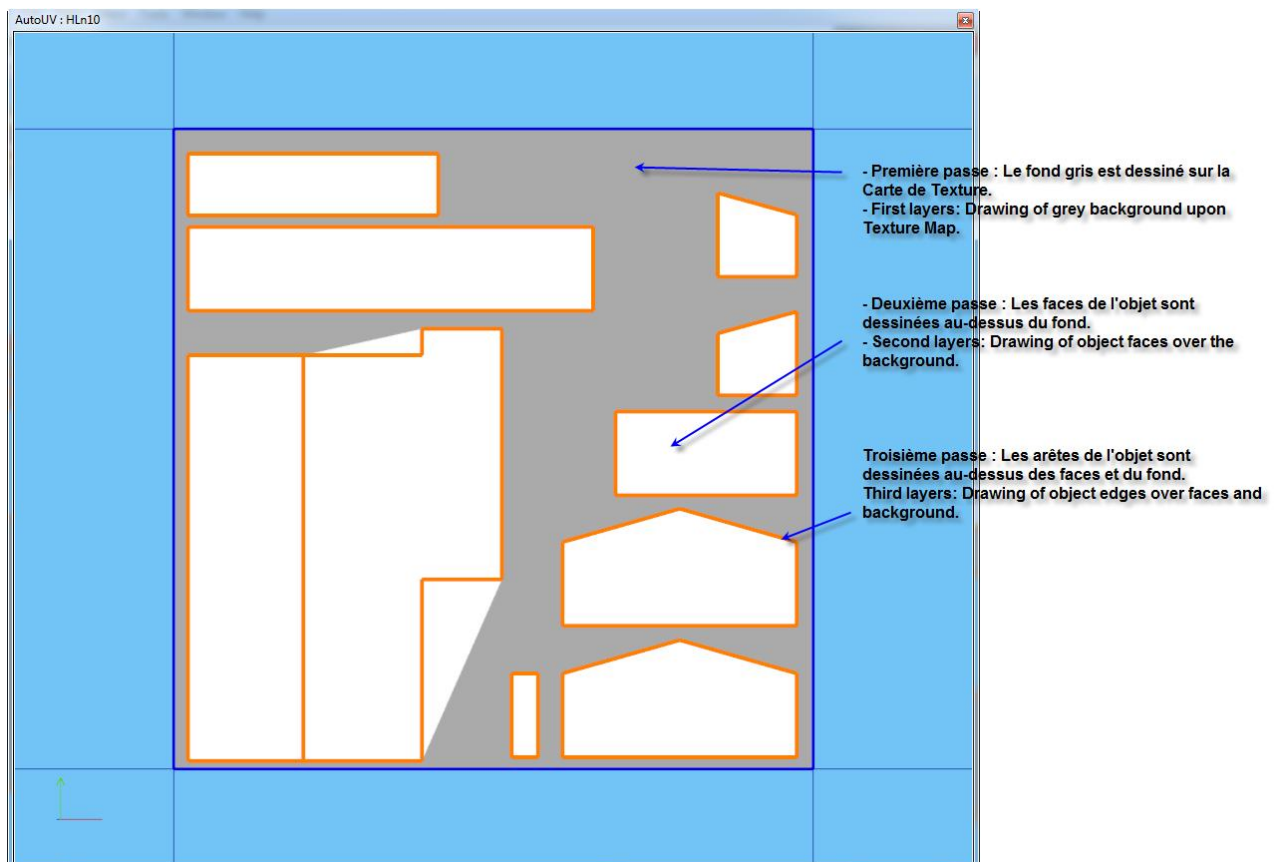 AutoUV : HLn10
- Première passe : Le fond gris est dessiné sur la
Carte de Texture.
- First layers: Drawing of grey background upon
Texture Map.
- Deuxième passe : Les faces de l'objet sont
dessinées au-dessus du fond.
- Second layers: Drawing of object faces over the
background.
Troisième passe : Les arêtes de l'objet sont
dessinées au-dessus des faces et du fond.
Third layers: Drawing of object edges over faces and
background.